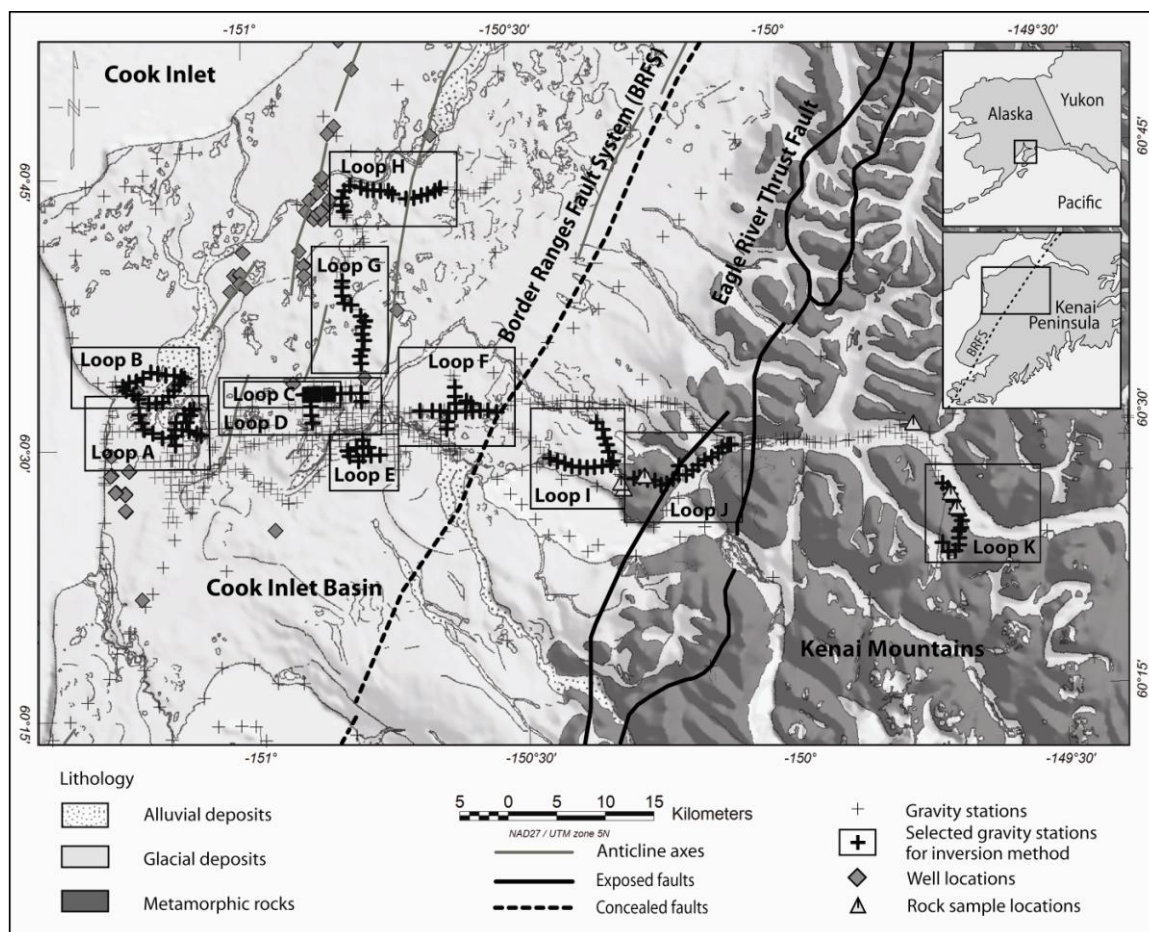 -151°
-150°30'
-150°
-149°30'
Cook Inlet
N
Border Ranges Fault System (BRFS)
Eagle River Thrust Fault
Alaska
Yukon
Pacific
60°45'
60°45'
Loop H
Loop G
BRFS
Kenai
Peninsula
Loop B
Loop F
Loop C
Loop D
60°30'
60°30'
Loop A
Loop E
Loop I
Loop J
Loop K
Cook Inlet Basin
Kenai Mountains
60°15'
60°15'
-151°
-150°30'
-150°
-149°30'
Lithology
Alluvial deposits
Glacial deposits
Metamorphic rocks
5 0 5 10 15 Kilometers
NAD27 / UTM zone 5N
Anticline axes
Exposed faults
Concealed faults
Gravity stations
Selected gravity stations
for inversion method
Well locations
Rock sample locations